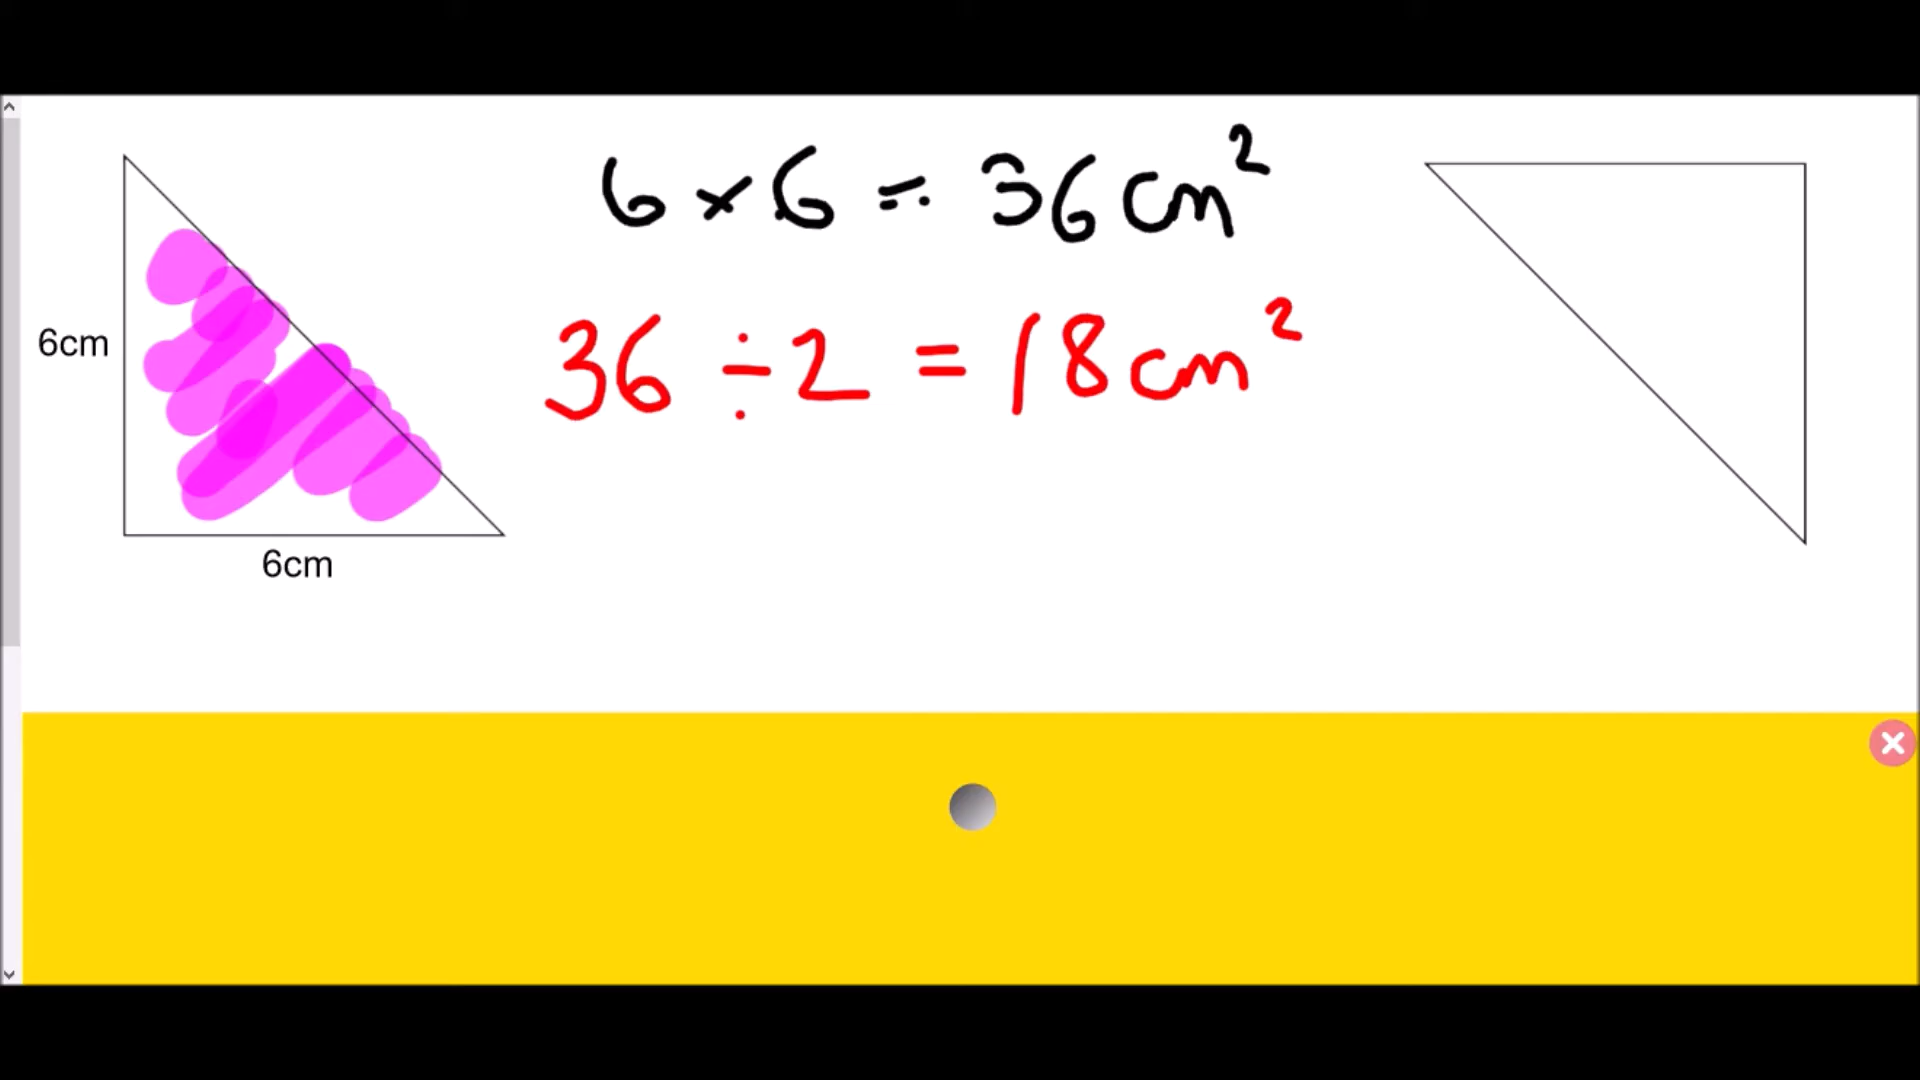 6 × 6 = 36 cm²
36 ÷ 2 = 18 cm²
6cm
6cm